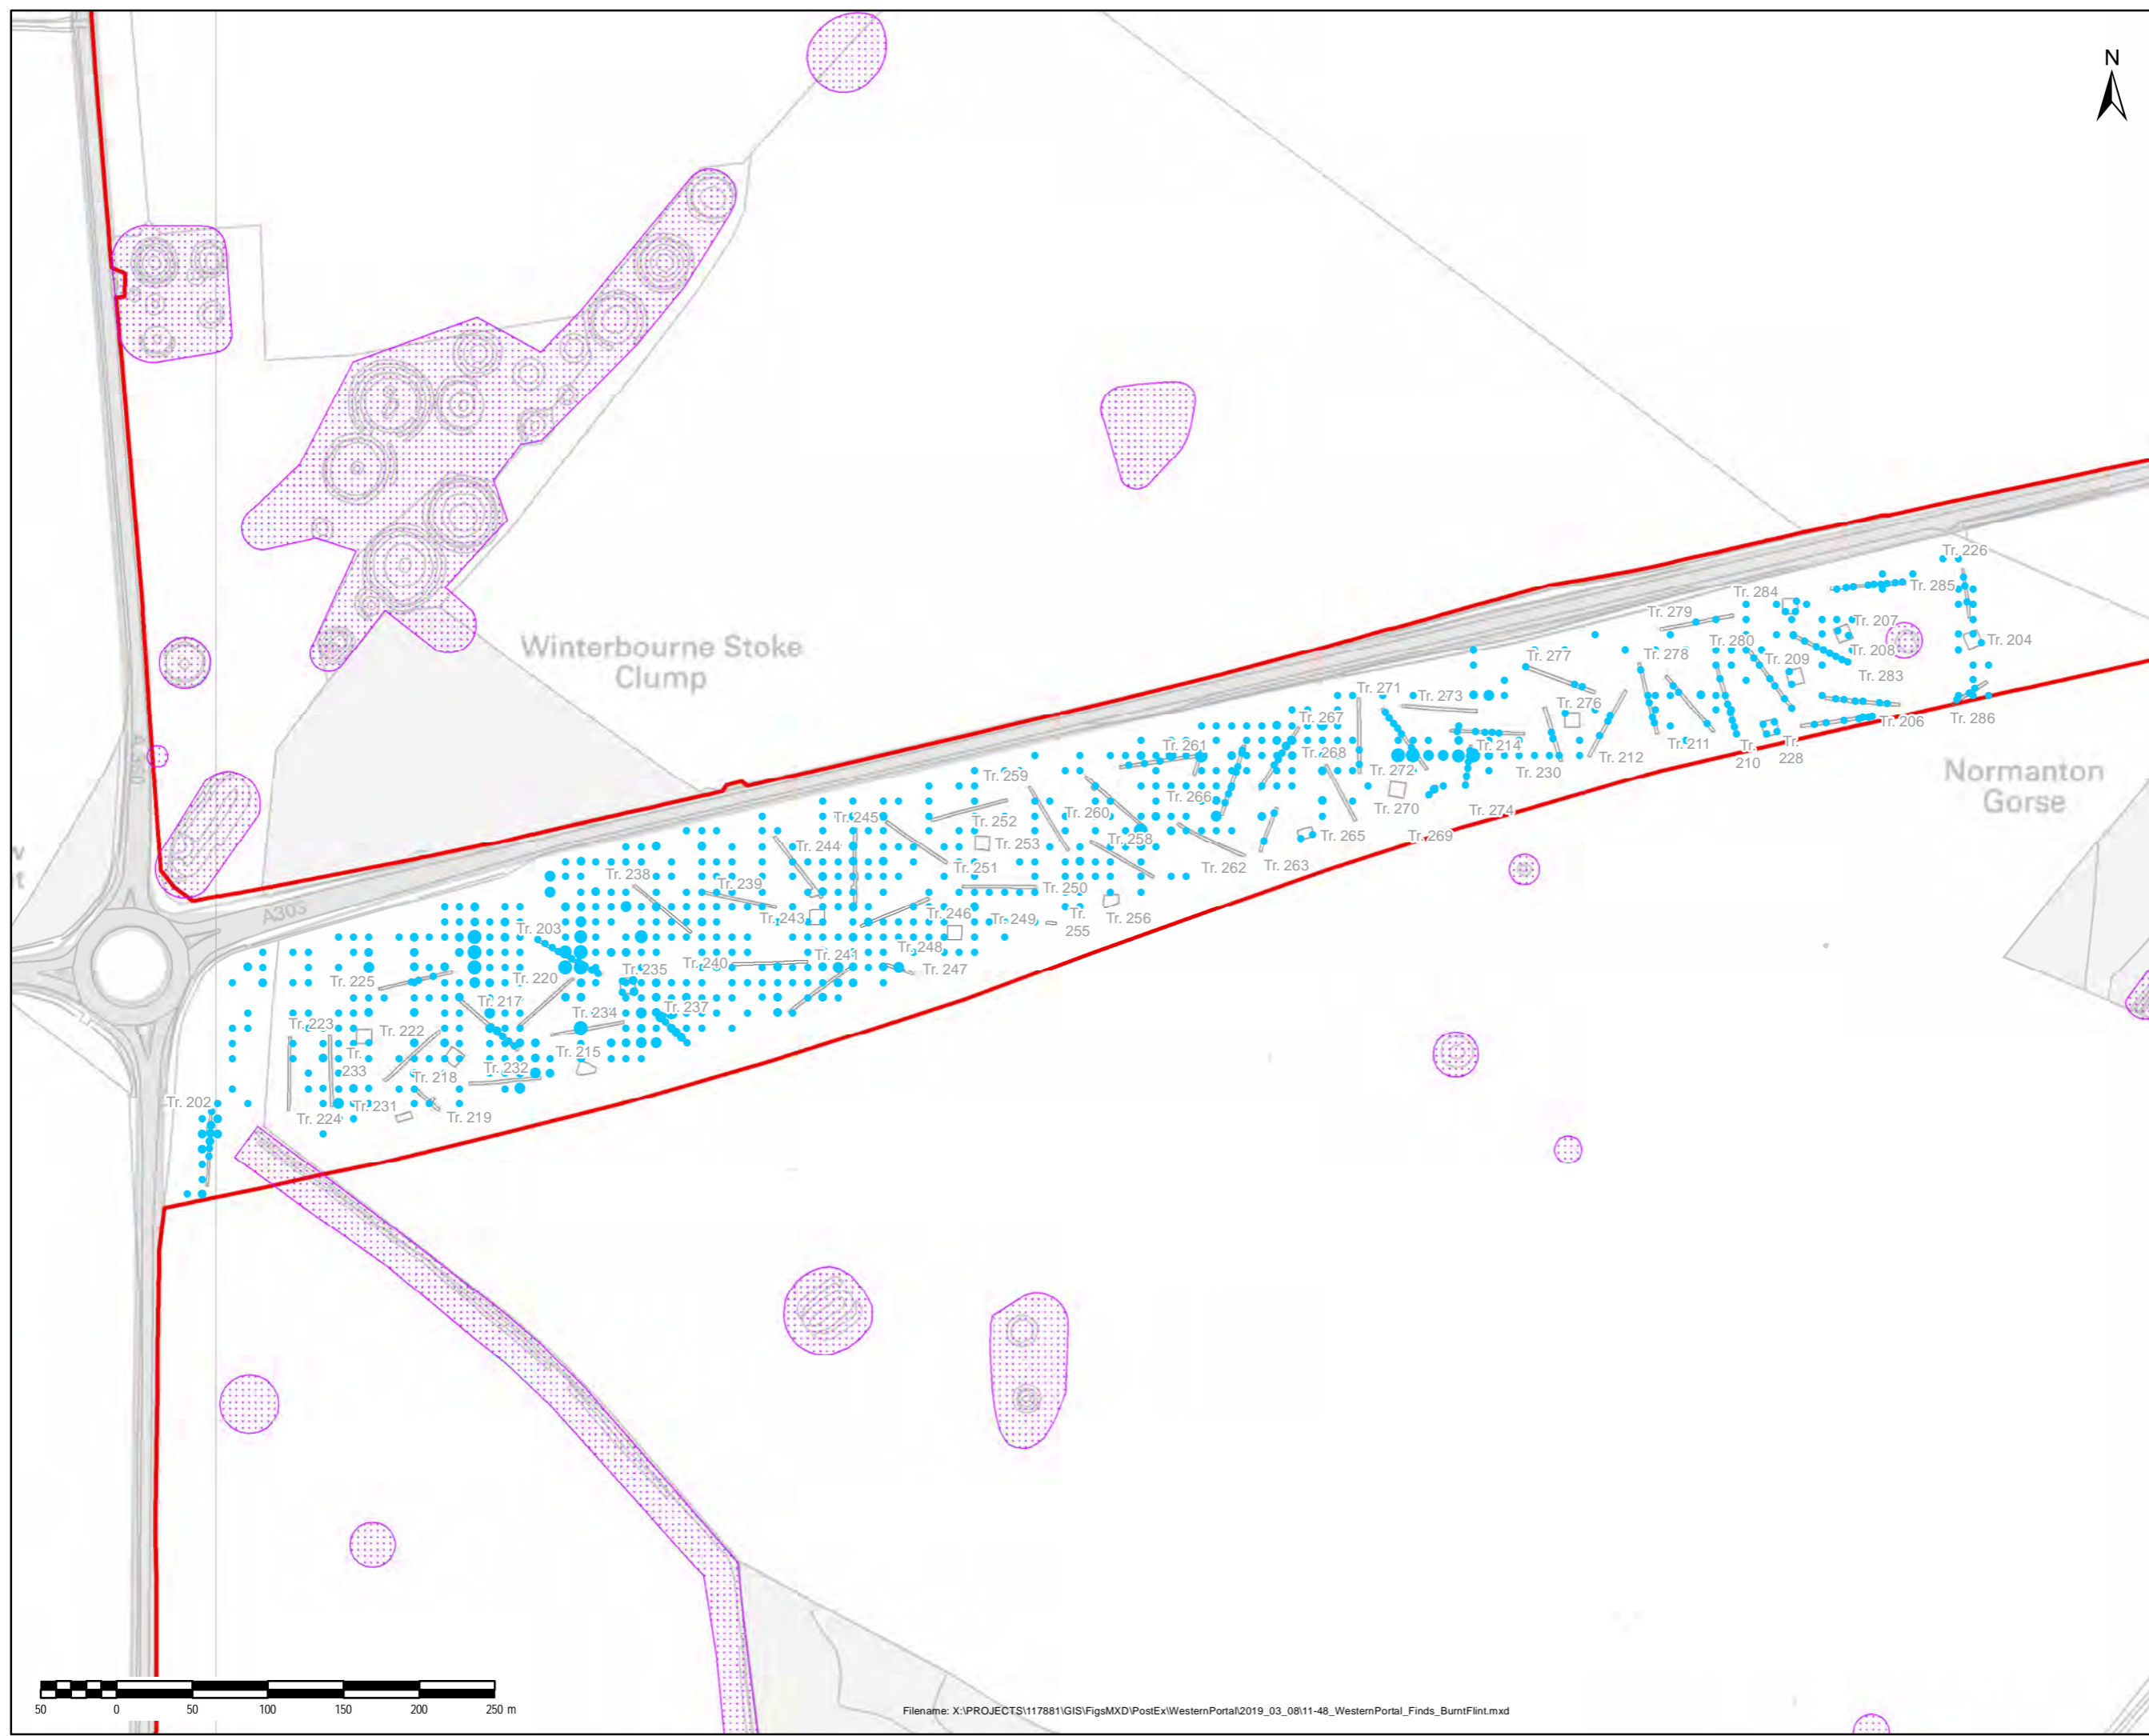 N
Winterbourne Stoke
Clump
A303
Normanton
Gorse
Tr. 226
Tr. 285
Tr. 284
Tr. 279
Tr. 207
Tr. 204
Tr. 280
Tr. 208
Tr. 277
Tr. 278
Tr. 209
Tr. 283
Tr. 271
Tr. 273
Tr. 276
Tr. 286
Tr. 206
Tr. 267
Tr. 261
Tr. 268
Tr. 214
Tr. 212
Tr. 211
Tr.
210
Tr.
228
Tr. 272
Tr. 230
Tr. 259
Tr. 266
Tr. 270
Tr. 274
Tr. 245
Tr. 252
Tr. 260
Tr. 265
Tr. 269
Tr. 244
Tr. 253
Tr. 258
Tr. 251
Tr. 262
Tr. 263
Tr. 238
Tr. 239
Tr. 250
Tr. 243
Tr. 246
Tr. 249
Tr.
255
Tr. 256
Tr. 203
Tr. 248
Tr. 240
Tr. 241
Tr. 247
Tr. 225
Tr. 220
Tr. 235
Tr. 217
Tr. 237
Tr. 234
Tr. 223
Tr. 222
Tr.
233
Tr. 215
Tr. 218
Tr. 232
Tr. 202
Tr. 231
Tr. 224
Tr. 219
50 0 50 100 150 200 250 m
Filename: X:\PROJECTS\117881\GIS\FigsMXD\PostEx\WesternPortal\2019_03_08\11-48_WesternPortal_Finds_BurntFlint.mxd